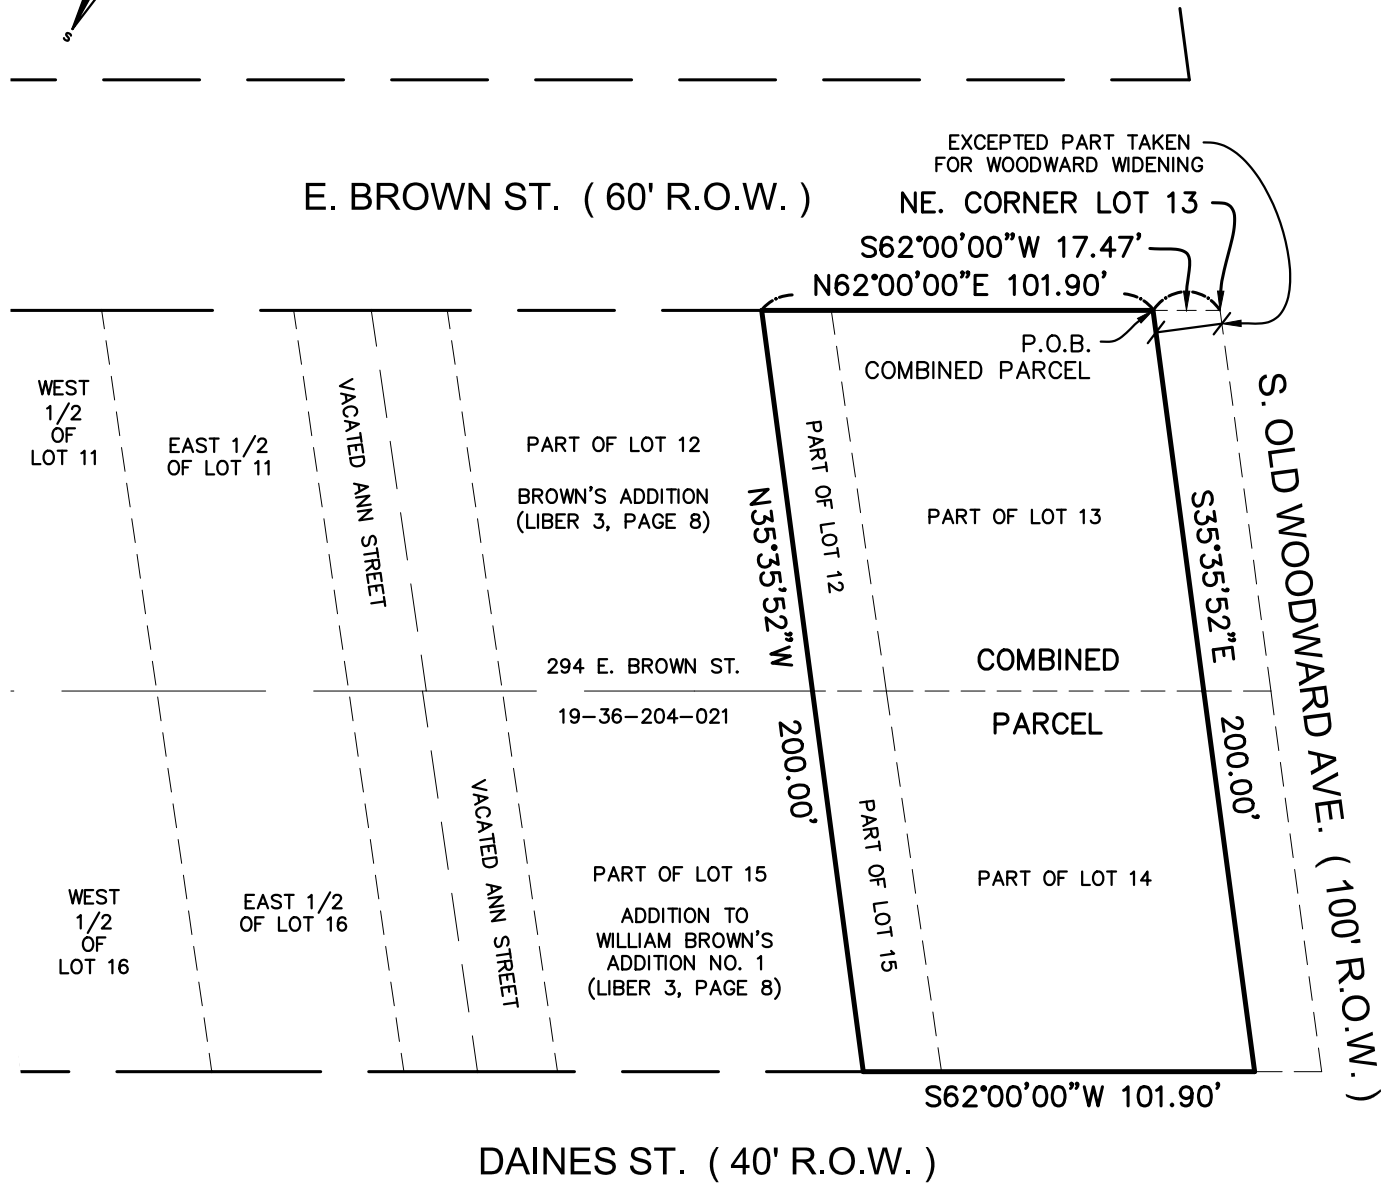 S
EXCEPTED PART TAKEN
FOR WOODWARD WIDENING
E. BROWN ST. ( 60' R.O.W. )
NE. CORNER LOT 13
S62°00'00"W 17.47'
N62°00'00"E 101.90'
P.O.B.
COMBINED PARCEL
WEST
1/2
OF
LOT 11
EAST 1/2
OF LOT 11
VACATED ANN STREET
PART OF LOT 12
BROWN'S ADDITION
(LIBER 3, PAGE 8)
N35°35'52"W
200.00'
PART OF LOT 12
PART OF LOT 13
S35°35'52"E
200.00'
S. OLD WOODWARD AVE. ( 100' R.O.W. )
294 E. BROWN ST.
19-36-204-021
COMBINED
PARCEL
WEST
1/2
OF
LOT 16
EAST 1/2
OF LOT 16
VACATED ANN STREET
PART OF LOT 15
ADDITION TO
WILLIAM BROWN'S
ADDITION NO. 1
(LIBER 3, PAGE 8)
PART OF LOT 15
PART OF LOT 14
S62°00'00"W 101.90'
DAINES ST. ( 40' R.O.W. )